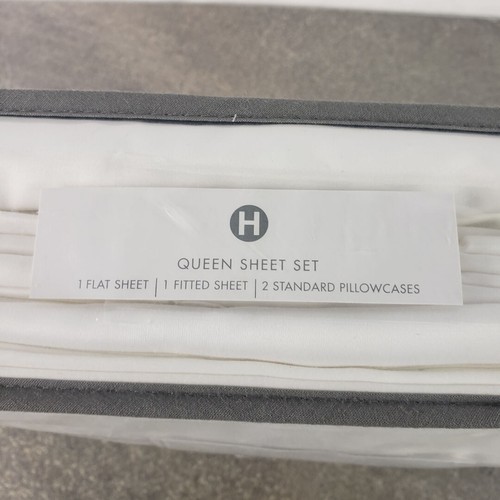 H
QUEEN SHEET SET
1 FLAT SHEET | 1 FITTED SHEET | 2 STANDARD PILLOWCASES